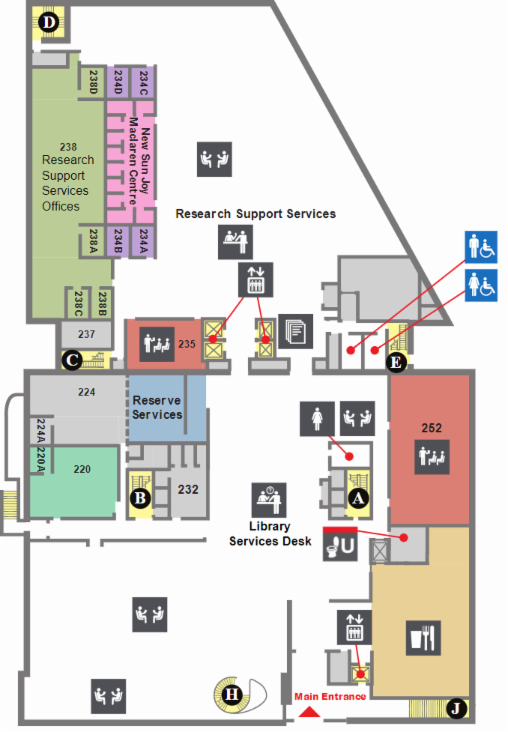 D
238D
234D
234C
238
Research
Support
Services
Offices
New Sun Joy
Maclaren Centre
Research Support Services
238A
234B
234A
238C
238B
237
235
C
E
224
Reserve
Services
252
224A
220A
220
B
232
A
Library
Services Desk
U
H
Main Entrance
J